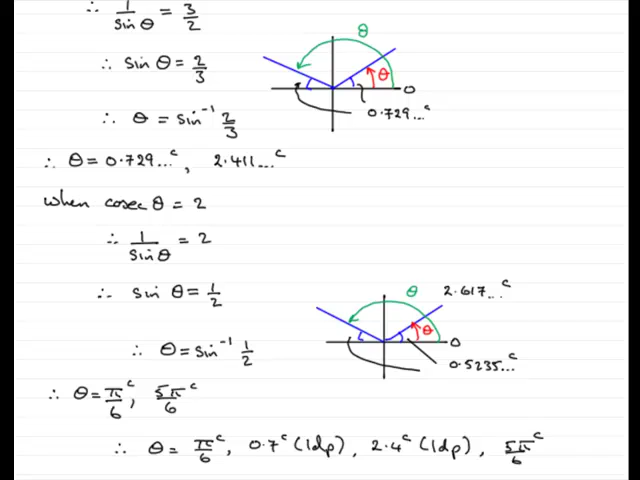 ∴ 1/sin θ = 3/2
θ
∴ sin θ = 2/3
θ
0
∴ θ = sin⁻¹ 2/3
0.729...ᶜ
∴ θ = 0.729...ᶜ, 2.411...ᶜ
when cosec θ = 2
∴ 1/sin θ = 2
∴ sin θ = 1/2
θ
2.617...ᶜ
θ
0
∴ θ = sin⁻¹ 1/2
0.5235...ᶜ
∴ θ = π/6ᶜ, 5π/6ᶜ
∴ θ = π/6ᶜ, 0.7ᶜ (1dp), 2.4ᶜ (1dp), 5π/6ᶜ